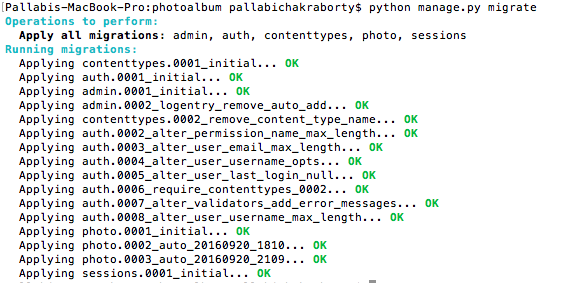 [Pallabis-MacBook-Pro:photoalbum pallabichakraborty$ python manage.py migrate
Operations to perform:
  Apply all migrations: admin, auth, contenttypes, photo, sessions
Running migrations:
  Applying contenttypes.0001_initial... OK
  Applying auth.0001_initial... OK
  Applying admin.0001_initial... OK
  Applying admin.0002_logentry_remove_auto_add... OK
  Applying contenttypes.0002_remove_content_type_name... OK
  Applying auth.0002_alter_permission_name_max_length... OK
  Applying auth.0003_alter_user_email_max_length... OK
  Applying auth.0004_alter_user_username_opts... OK
  Applying auth.0005_alter_user_last_login_null... OK
  Applying auth.0006_require_contenttypes_0002... OK
  Applying auth.0007_alter_validators_add_error_messages... OK
  Applying auth.0008_alter_user_username_max_length... OK
  Applying photo.0001_initial... OK
  Applying photo.0002_auto_20160920_1810... OK
  Applying photo.0003_auto_20160920_2109... OK
  Applying sessions.0001_initial... OK